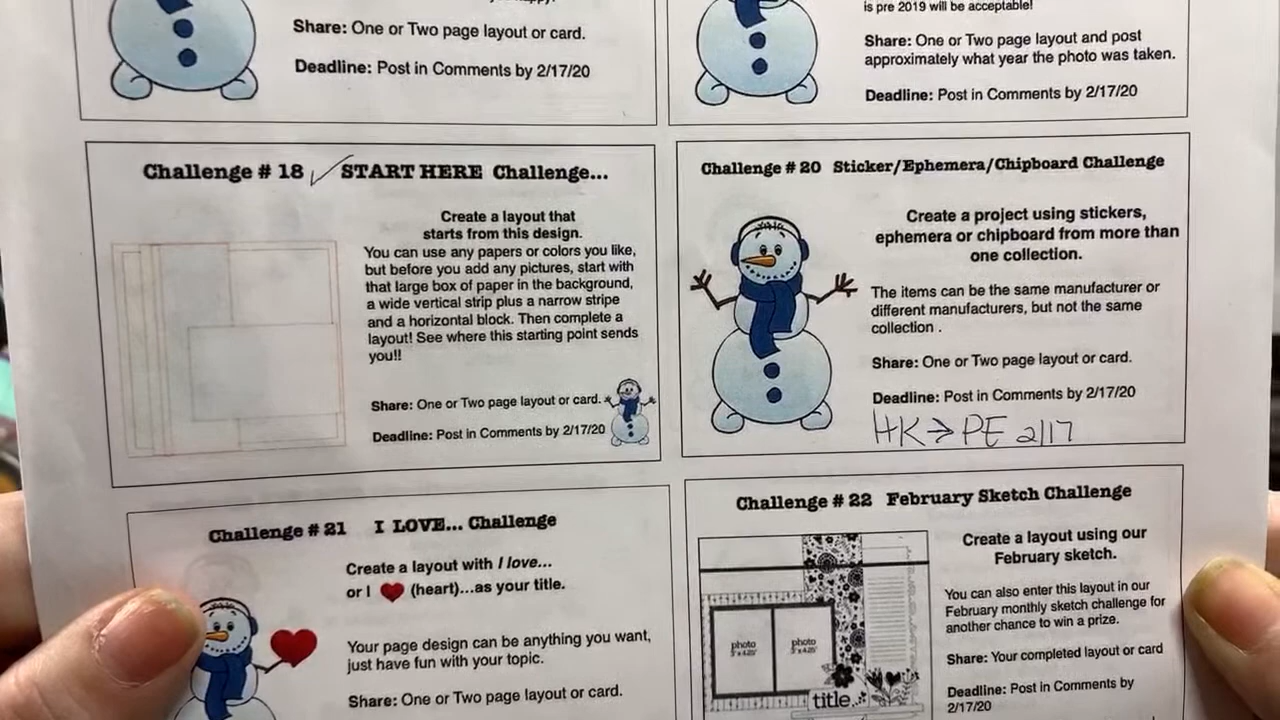 Share: One or Two page layout or card.
Deadline: Post in Comments by 2/17/20
is pre 2019 will be acceptable!
Share: One or Two page layout and post
approximately what year the photo was taken.
Deadline: Post in Comments by 2/17/20
Challenge # 18 ✓ START HERE Challenge...
Create a layout that
starts from this design.
You can use any papers or colors you like,
but before you add any pictures, start with
that large box of paper in the background,
a wide vertical strip plus a narrow stripe
and a horizontal block. Then complete a
layout! See where this starting point sends
you!!
Share: One or Two page layout or card.
Deadline: Post in Comments by 2/17/20
Challenge # 20 Sticker/Ephemera/Chipboard Challenge
Create a project using stickers,
ephemera or chipboard from more than
one collection.
The items can be the same manufacturer or
different manufacturers, but not the same
collection .
Share: One or Two page layout or card.
Deadline: Post in Comments by 2/17/20
HK → PE 2/17
Challenge # 21 I LOVE... Challenge
Create a layout with I love...
or I ❤ (heart)...as your title.
Your page design can be anything you want,
just have fun with your topic.
Share: One or Two page layout or card.
Challenge # 22 February Sketch Challenge
photo
photo
title
Create a layout using our
February sketch.
You can also enter this layout in our
February monthly sketch challenge for
another chance to win a prize.
Share: Your completed layout or card
Deadline: Post in Comments by
2/17/20